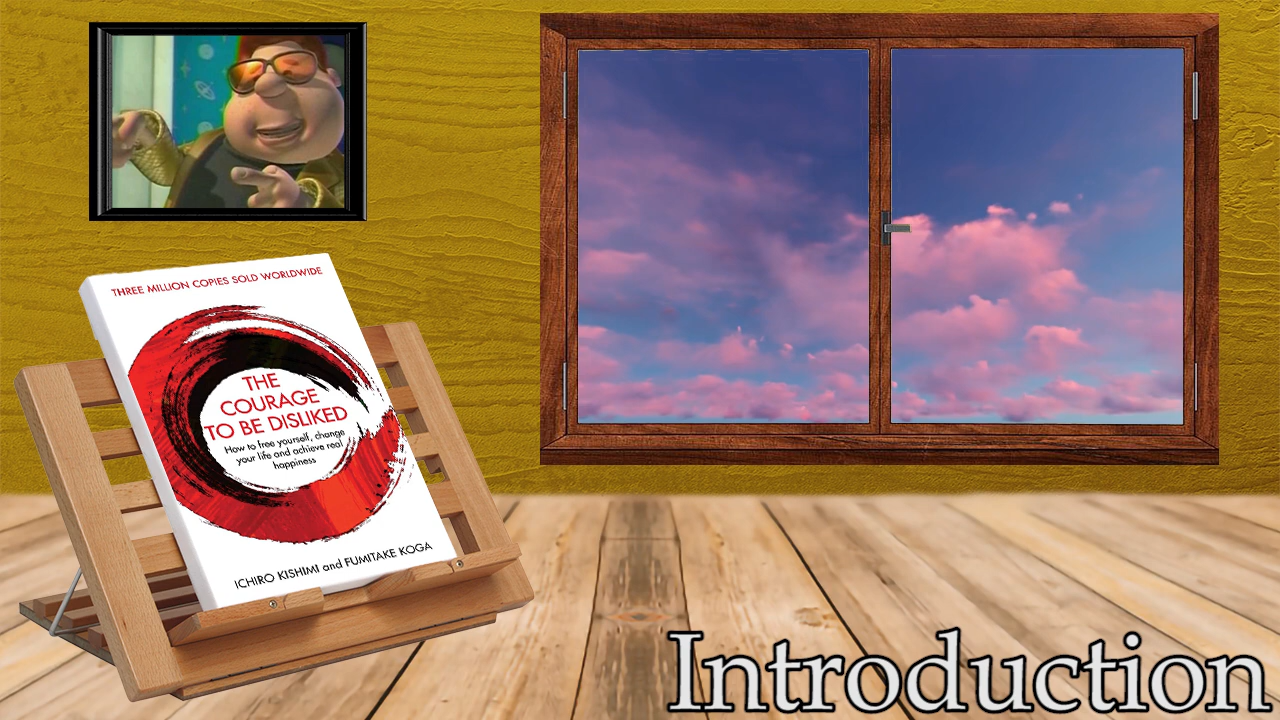 THREE MILLION COPIES SOLD WORLDWIDE
THE
COURAGE
TO BE DISLIKED
How to free yourself, change
your life and achieve real
happiness
ICHIRO KISHIMI and FUMITAKE KOGA
Introduction